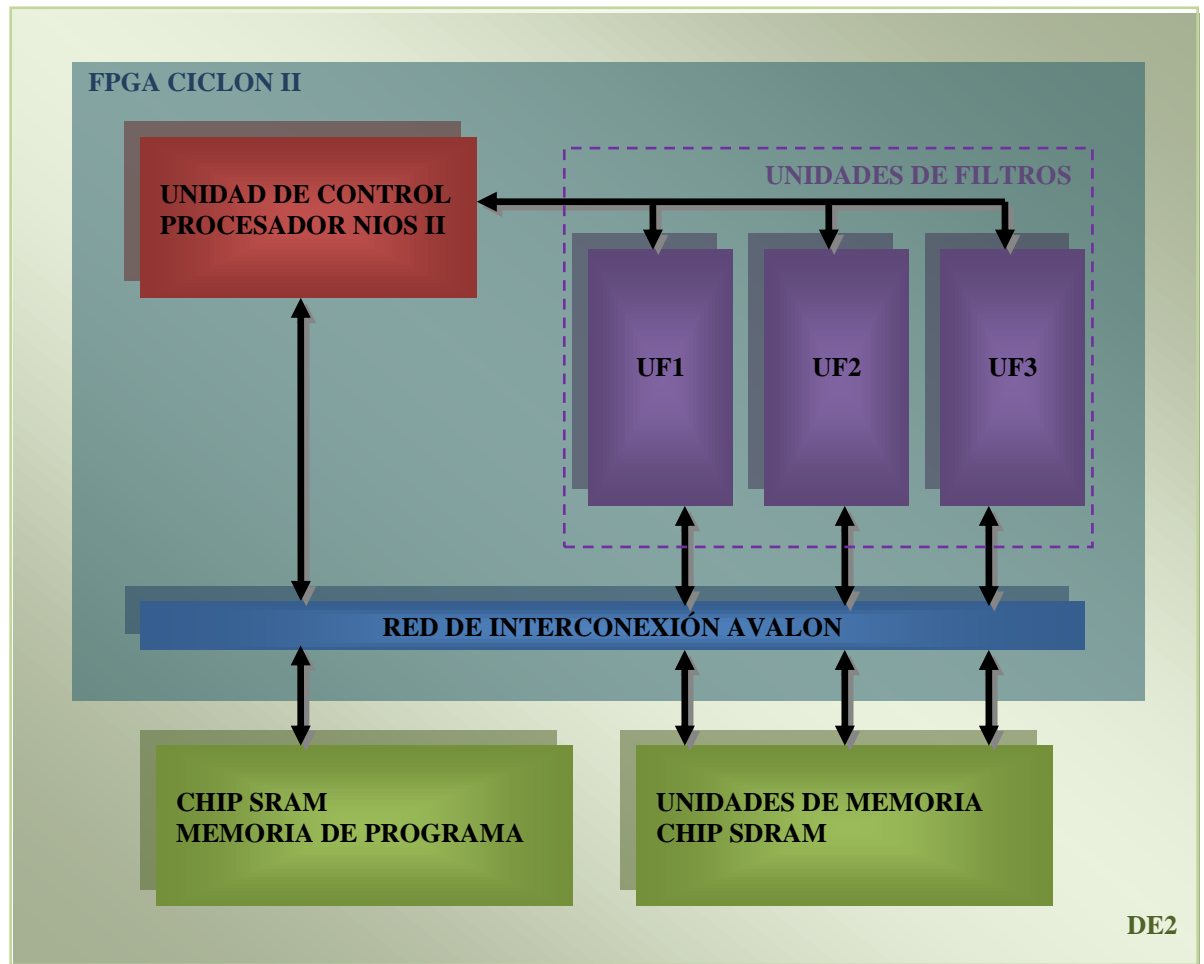 FPGA CICLON II
UNIDAD DE CONTROL
PROCESADOR NIOS II
UNIDADES DE FILTROS
UF1
UF2
UF3
RED DE INTERCONEXIÓN AVALON
CHIP SRAM
MEMORIA DE PROGRAMA
UNIDADES DE MEMORIA
CHIP SDRAM
DE2